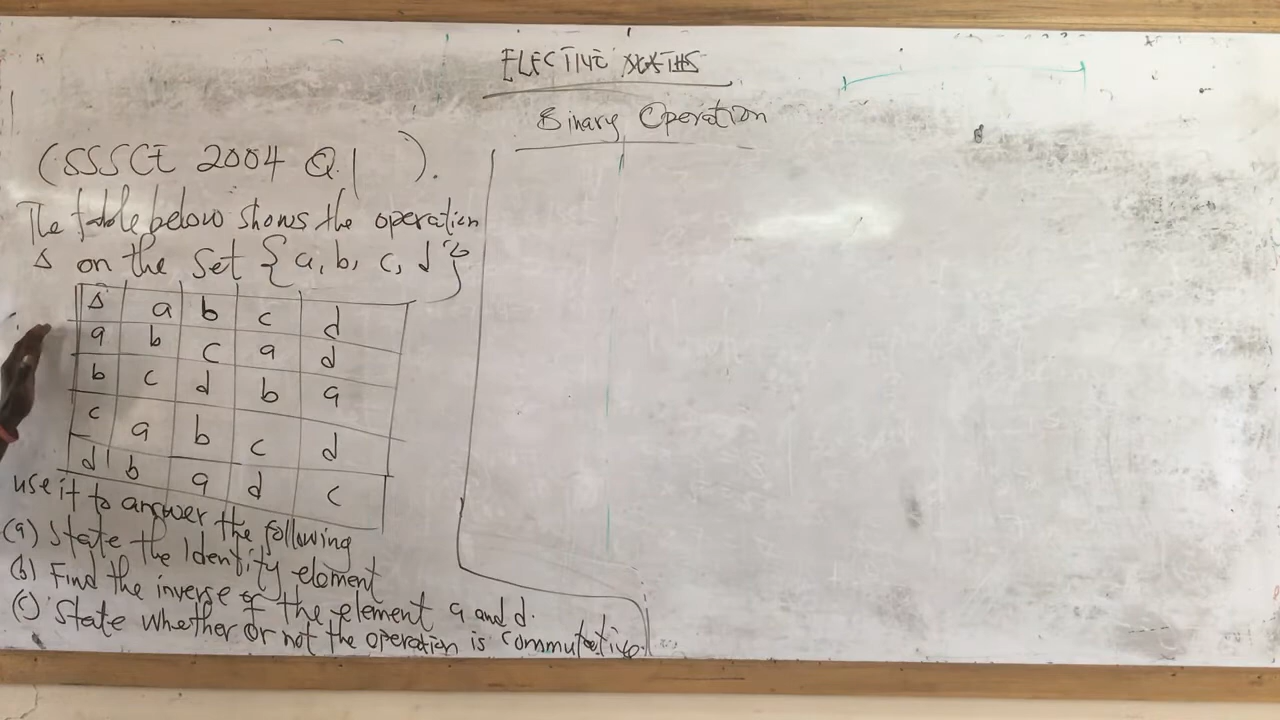 ELECTIVE MATHS
Binary Operation
(SSSCE 2004 Q.1 ).
The table below shows the operation
Δ on the set {a, b, c, d}
Δ a b c d
a b c a d
b c d b a
c a b c d
d b a d c
use it to answer the following
(a) State the Identity element
(b) Find the inverse of the element a and d.
(c) State whether or not the operation is commutative.